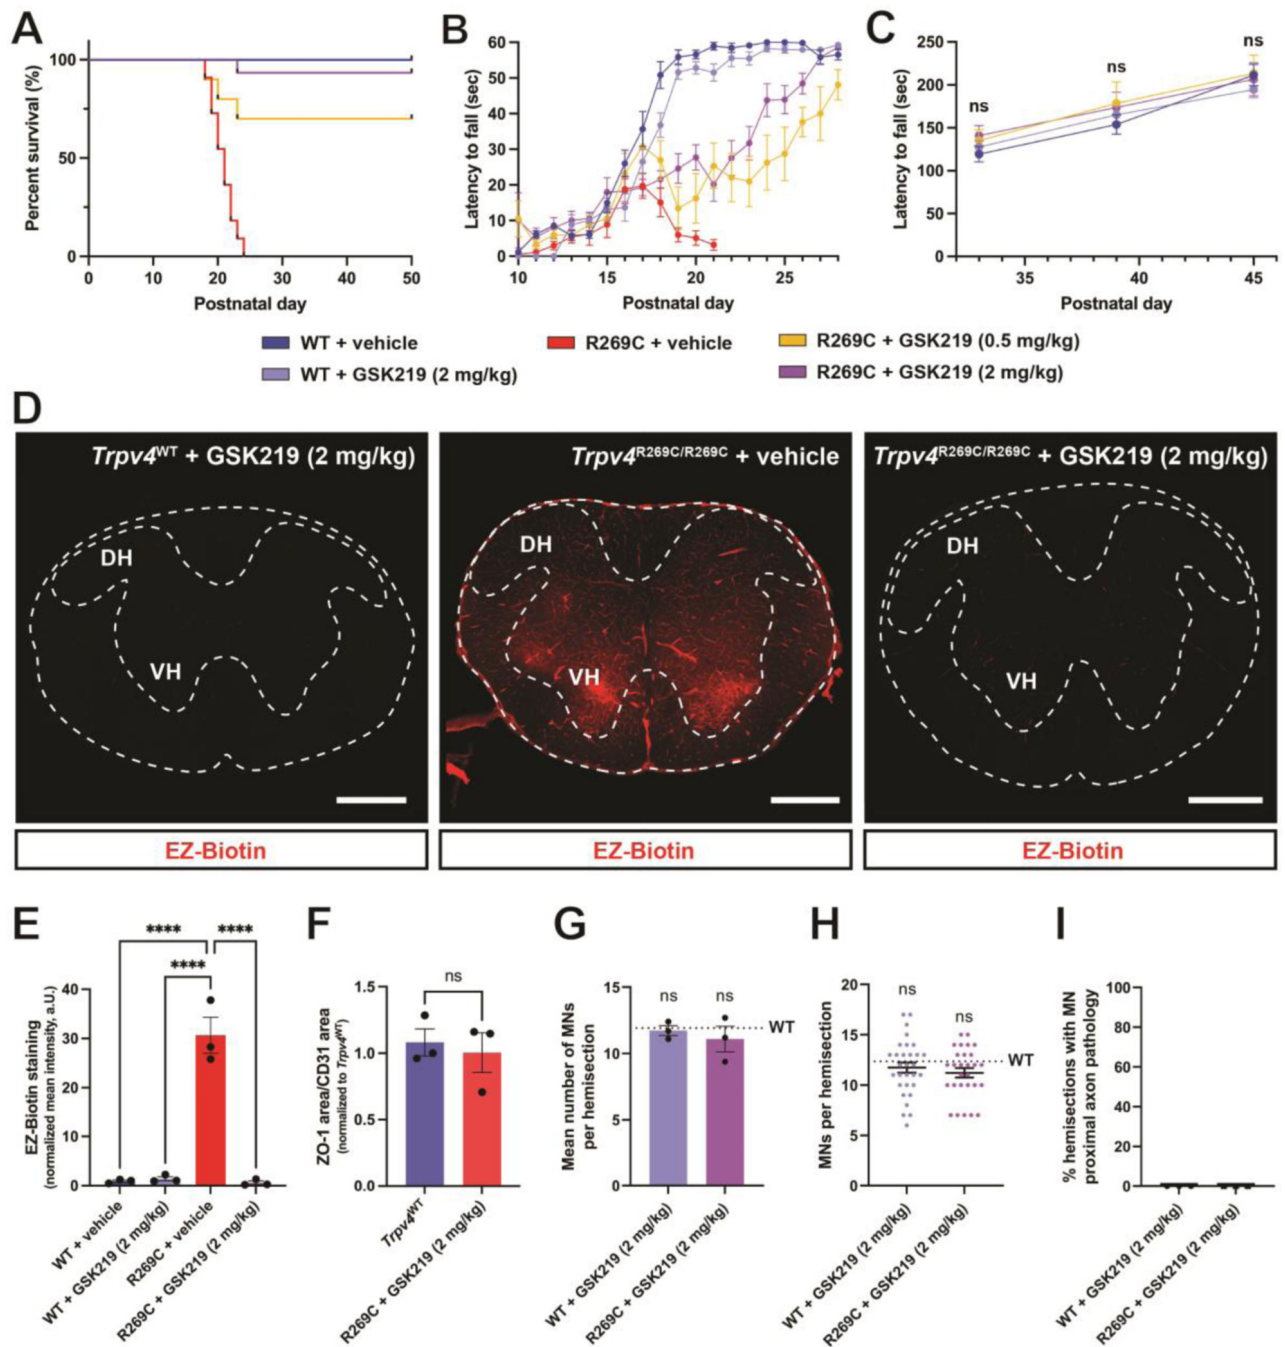 A
B
C
Percent survival (%)
100
50
0
0 10 20 30 40 50
Postnatal day
Latency to fall (sec)
60
50
40
30
20
10
0
10 15 20 25
Postnatal day
Latency to fall (sec)
250
200
150
100
50
0
ns
ns
ns
35 40 45
Postnatal day
WT + vehicle
WT + GSK219 (2 mg/kg)
R269C + vehicle
R269C + GSK219 (0.5 mg/kg)
R269C + GSK219 (2 mg/kg)
D
Trpv4WT + GSK219 (2 mg/kg)
DH
VH
EZ-Biotin
Trpv4R269C/R269C + vehicle
DH
VH
EZ-Biotin
Trpv4R269C/R269C + GSK219 (2 mg/kg)
DH
VH
EZ-Biotin
E
EZ-Biotin staining
(normalized mean intensity, a.U.)
40
30
20
10
0
****
****
****
WT + vehicle
WT + GSK219 (2 mg/kg)
R269C + vehicle
R269C + GSK219 (2 mg/kg)
F
ZO-1 area/CD31 area
(normalized to Trpv4WT)
1.5
1.0
0.5
0.0
ns
Trpv4WT
R269C + GSK219 (2 mg/kg)
G
Mean number of MNs
per hemisection
15
10
5
0
ns
ns
WT
WT + GSK219 (2 mg/kg)
R269C + GSK219 (2 mg/kg)
H
MNs per hemisection
20
15
10
5
0
ns
ns
WT
WT + GSK219 (2 mg/kg)
R269C + GSK219 (2 mg/kg)
I
% hemisections with MN
proximal axon pathology
100
80
60
40
20
0
WT + GSK219 (2 mg/kg)
R269C + GSK219 (2 mg/kg)